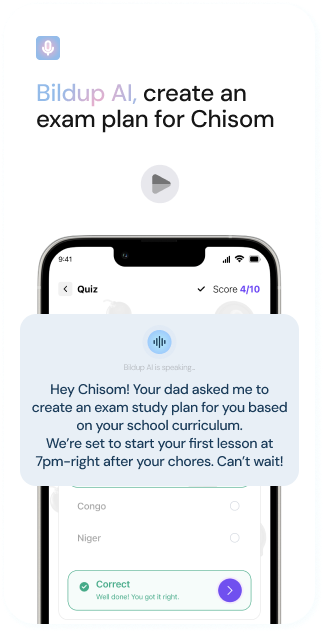 Bildup AI, create an
exam plan for Chisom
9:41
Quiz
Score 4/10
Bildup AI is speaking..
Hey Chisom! Your dad asked me to
create an exam study plan for you based
on your school curriculum.
We're set to start your first lesson at
7pm-right after your chores. Can't wait!
Congo
Niger
Correct
Well done! You got it right.